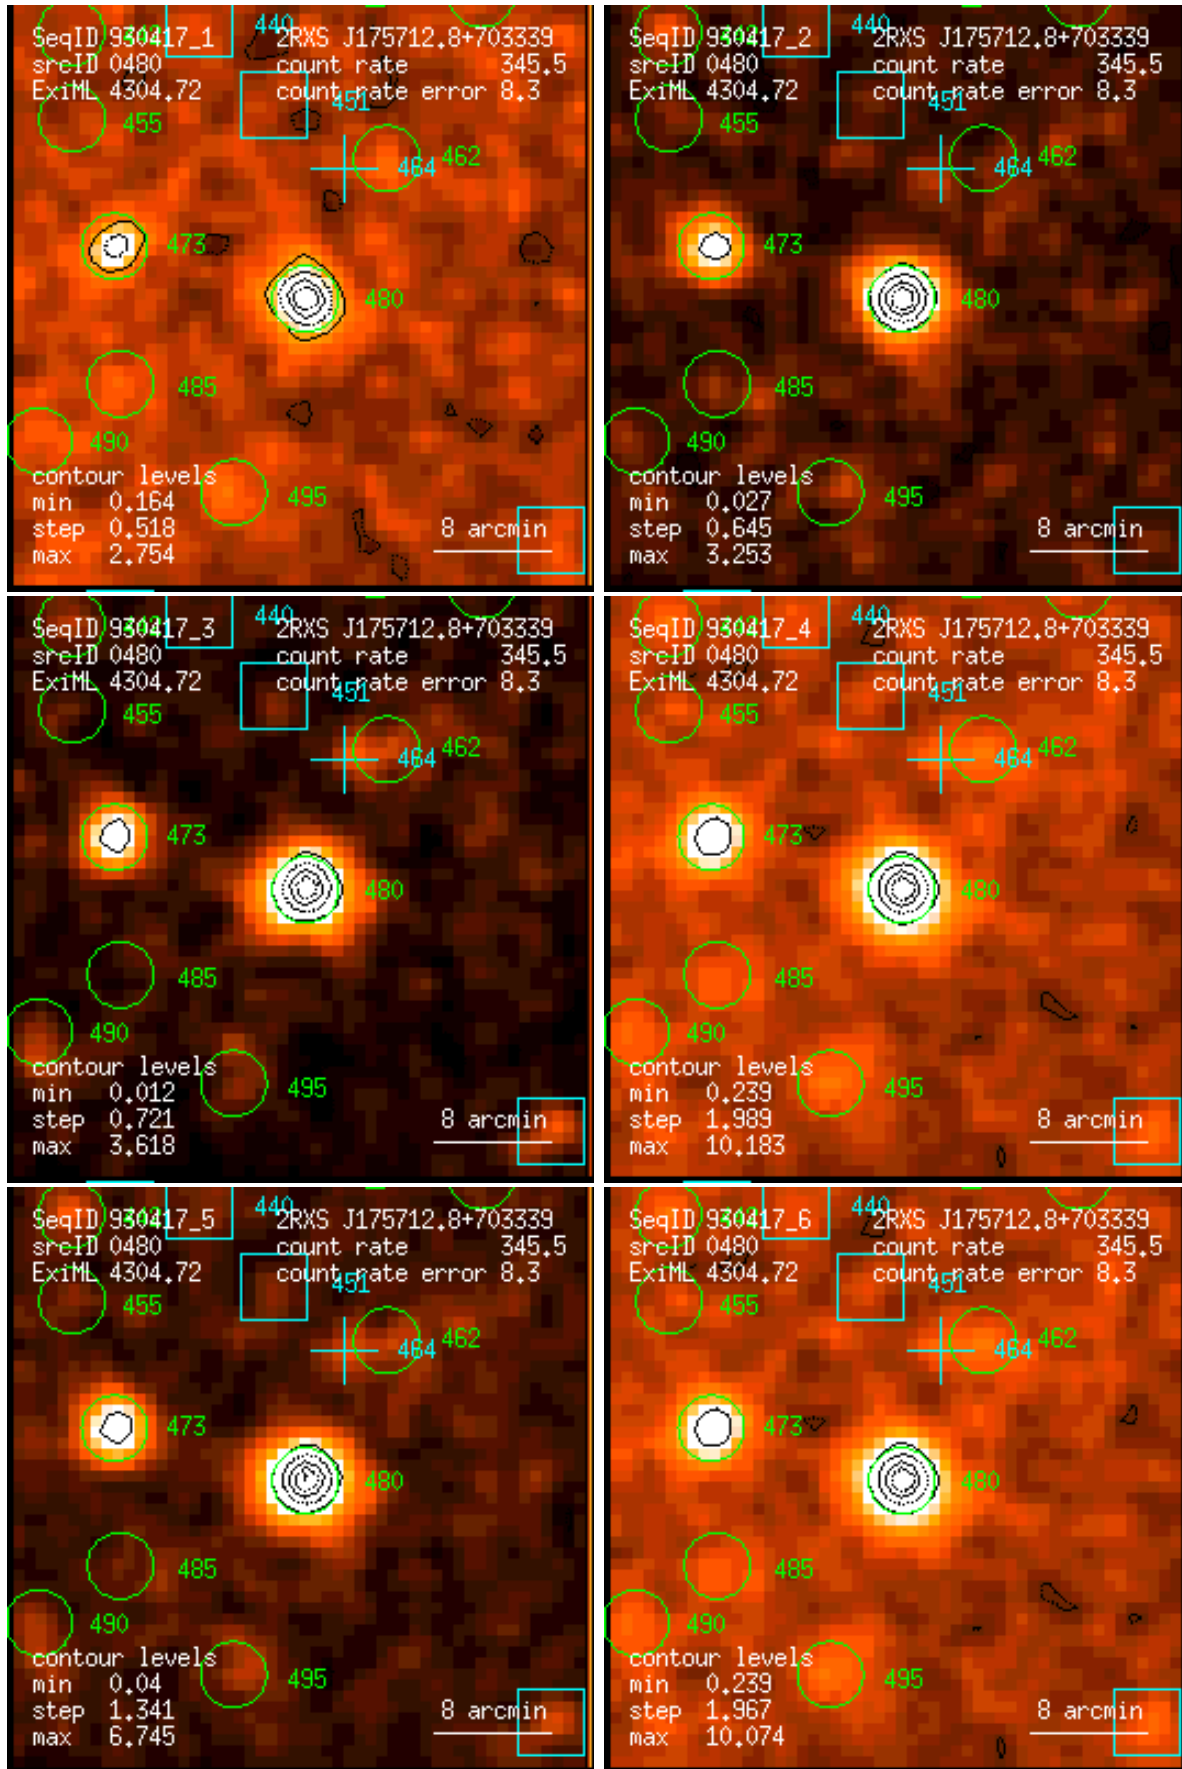 SeqID 930417_1 440 2RXS J175712.8+703339
srcID 0480 count rate 345.5
ExiML 4304.72 count rate error 8.3
451
455
464 462
473
480
485
490
contour levels
min 0.164 495
step 0.518 8 arcmin
max 2.754
SeqID 930417_2 440 2RXS J175712.8+703339
srcID 0480 count rate 345.5
ExiML 4304.72 count rate error 8.3
451
455
464 462
473
480
485
490
contour levels
min 0.027 495
step 0.645 8 arcmin
max 3.253
SeqID 930417_3 440 2RXS J175712.8+703339
srcID 0480 count rate 345.5
ExiML 4304.72 count rate error 8.3
451
455
464 462
473
480
485
490
contour levels
min 0.012 495
step 0.721 8 arcmin
max 3.618
SeqID 930417_4 440 2RXS J175712.8+703339
srcID 0480 count rate 345.5
ExiML 4304.72 count rate error 8.3
451
455
464 462
473
480
485
490
contour levels
min 0.239 495
step 1.989 8 arcmin
max 10.183
SeqID 930417_5 440 2RXS J175712.8+703339
srcID 0480 count rate 345.5
ExiML 4304.72 count rate error 8.3
451
455
464 462
473
480
485
490
contour levels
min 0.04 495
step 1.341 8 arcmin
max 6.745
SeqID 930417_6 440 2RXS J175712.8+703339
srcID 0480 count rate 345.5
ExiML 4304.72 count rate error 8.3
451
455
464 462
473
480
485
490
contour levels
min 0.239 495
step 1.967 8 arcmin
max 10.074